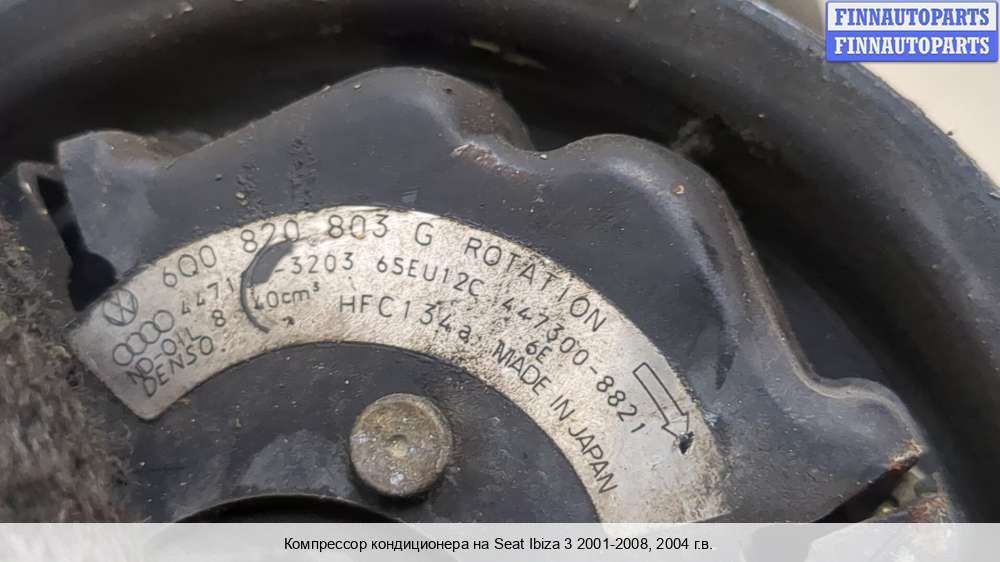 FINNAUTOPARTS
FINNAUTOPARTS
6Q0 820 803 G ROTATION
4471 -3203 6SEU12C 447300-8821
ND-OIL 8 40cm³ HFC134a 6E
DENSO MADE IN JAPAN
Компрессор кондиционера на Seat Ibiza 3 2001-2008, 2004 г.в.